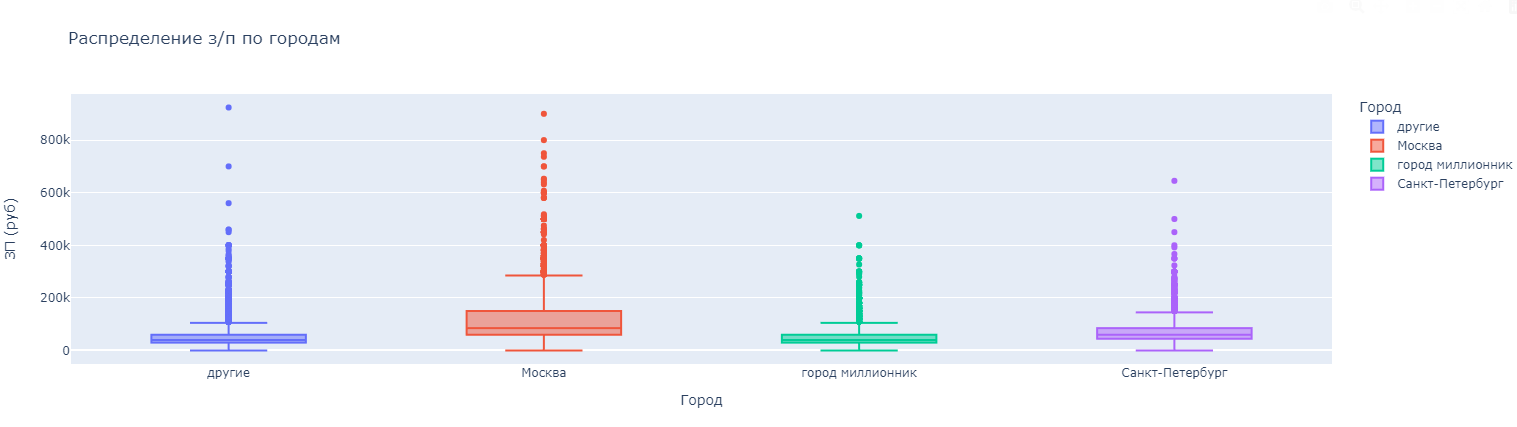 Распределение з/п по городам
ЗП (руб)
800k
600k
400k
200k
0
другие
Москва
город миллионник
Санкт-Петербург
Город
Город
другие
Москва
город миллионник
Санкт-Петербург